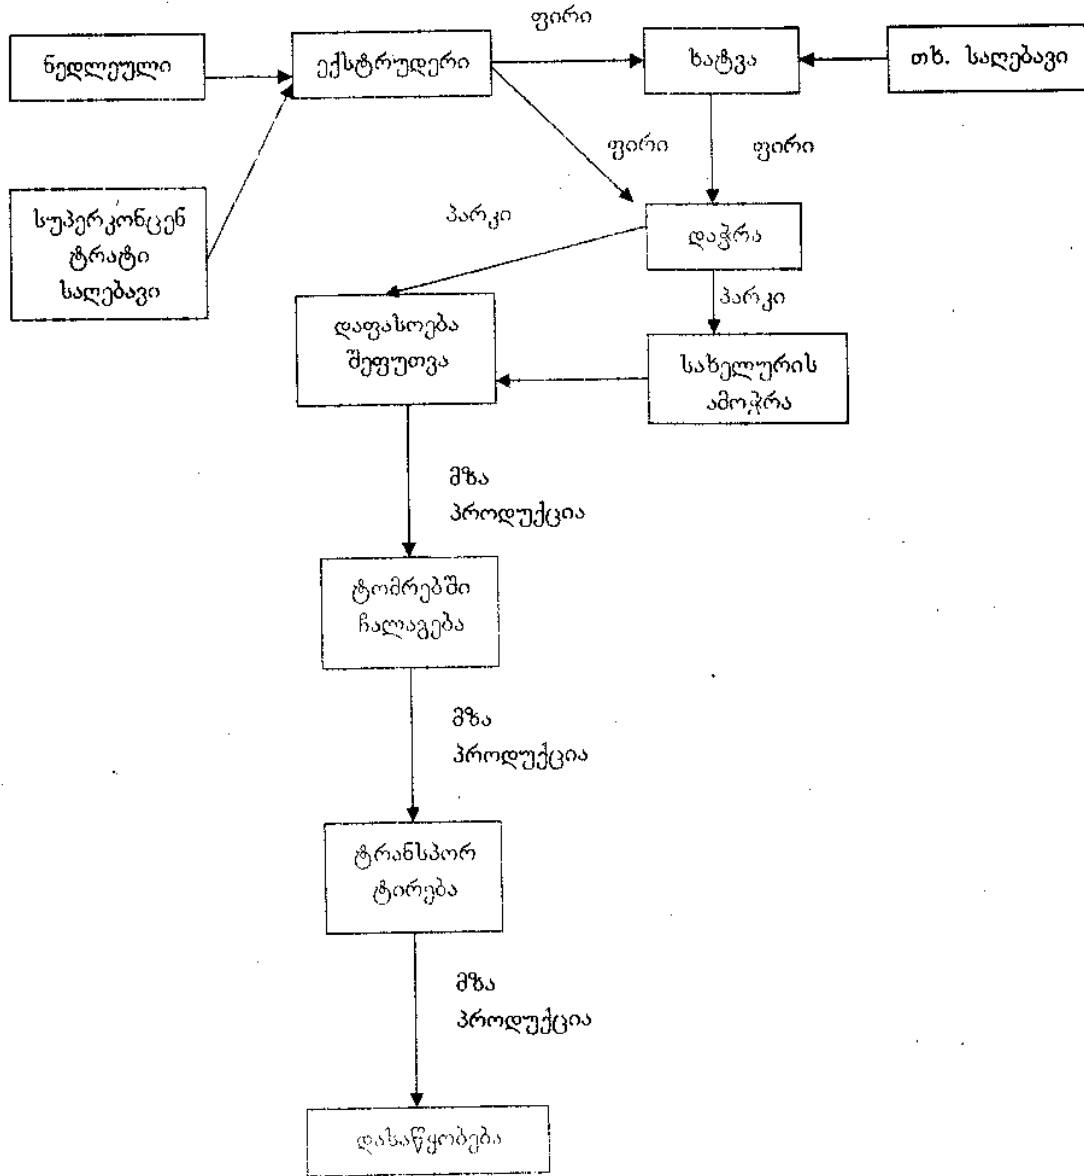 ფირი
ნედლეული
ექსტრუდერი
ხატვა
თხ. საღებავი
ფირი
ფირი
სუპერკონცენ
ტრატი
საღებავი
პარკი
დაჭრა
პარკი
დაფასოება
შეფუთვა
სახელურის
ამოჭრა
მზა
პროდუქცია
ტომრებში
ჩალაგება
მზა
პროდუქცია
ტრანსპორ
ტირება
მზა
პროდუქცია
დასაწყობება